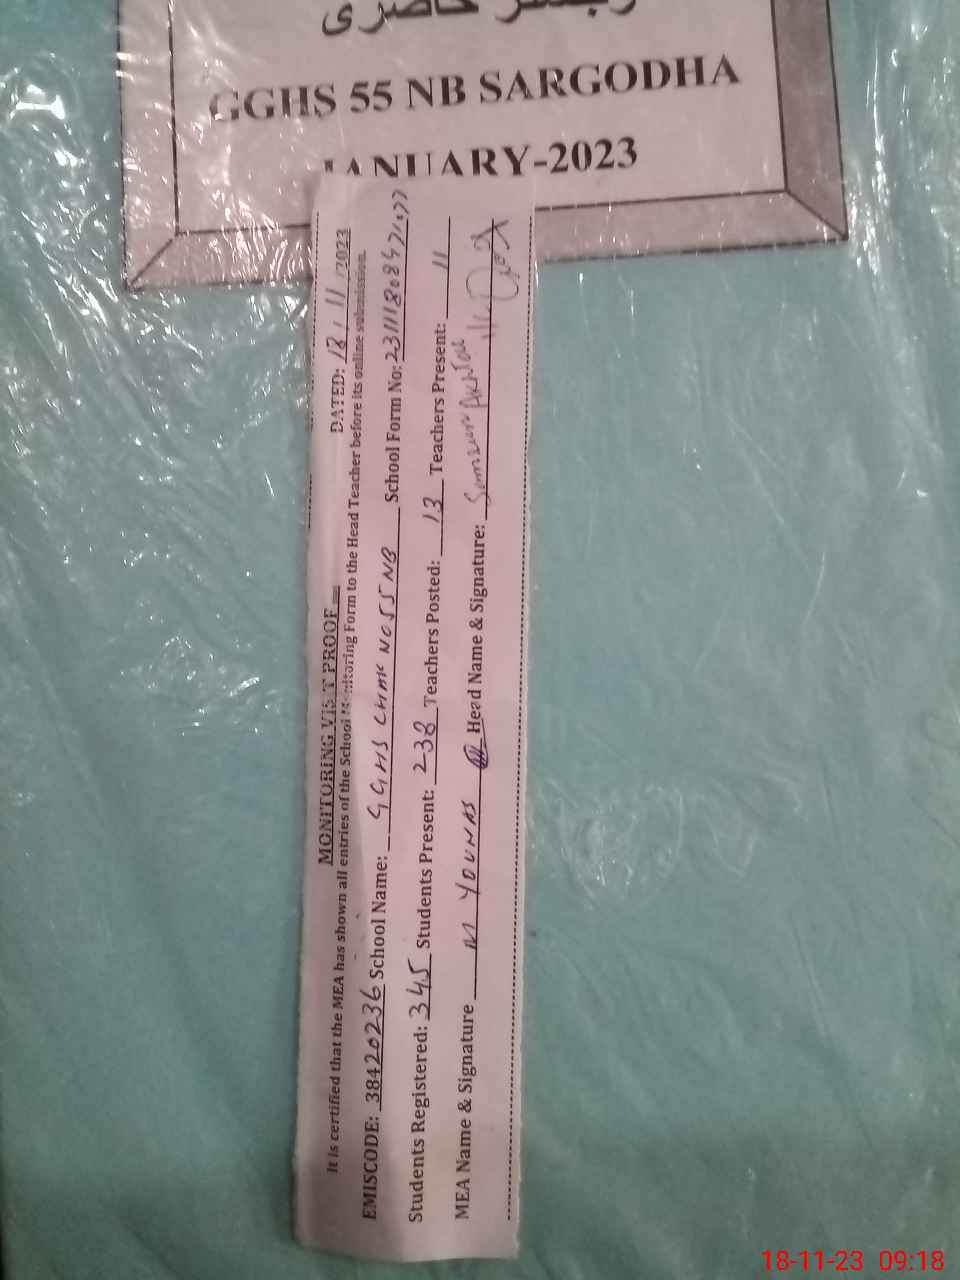 رجسٹر حاضری
GGHS 55 NB SARGODHA
JANUARY-2023
MONITORING VISIT PROOF DATED: 18/11/2023
It is certified that the MEA has shown all entries of the School Monitoring Form to the Head Teacher before its online submission.
EMISCODE: 38420236 School Name: GGHS CHAK NO 55 NB School Form No:
Students Registered: 345 Students Present: 238 Teachers Posted: 13 Teachers Present: 11
MEA Name & Signature M YOUNAS Head Name & Signature:
18-11-23 09:18